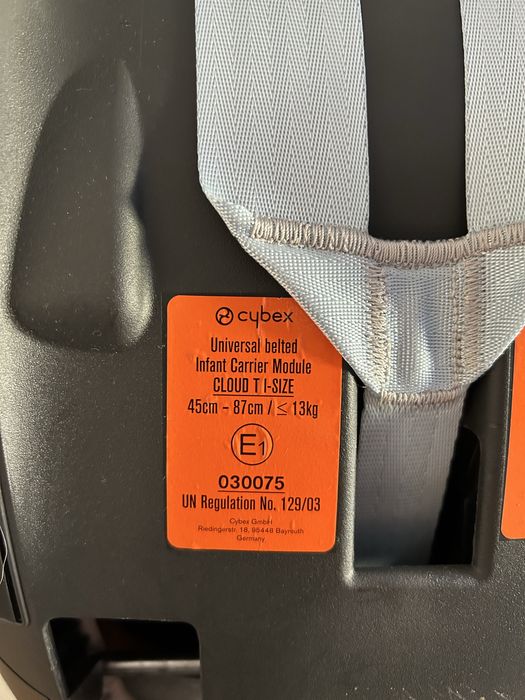 cybex
Universal belted
Infant Carrier Module
CLOUD T I-SIZE
45cm – 87cm / ≤ 13kg
E1
030075
UN Regulation No. 129/03
Cybex GmbH
Riedingerstr. 18, 95448 Bayreuth
Germany